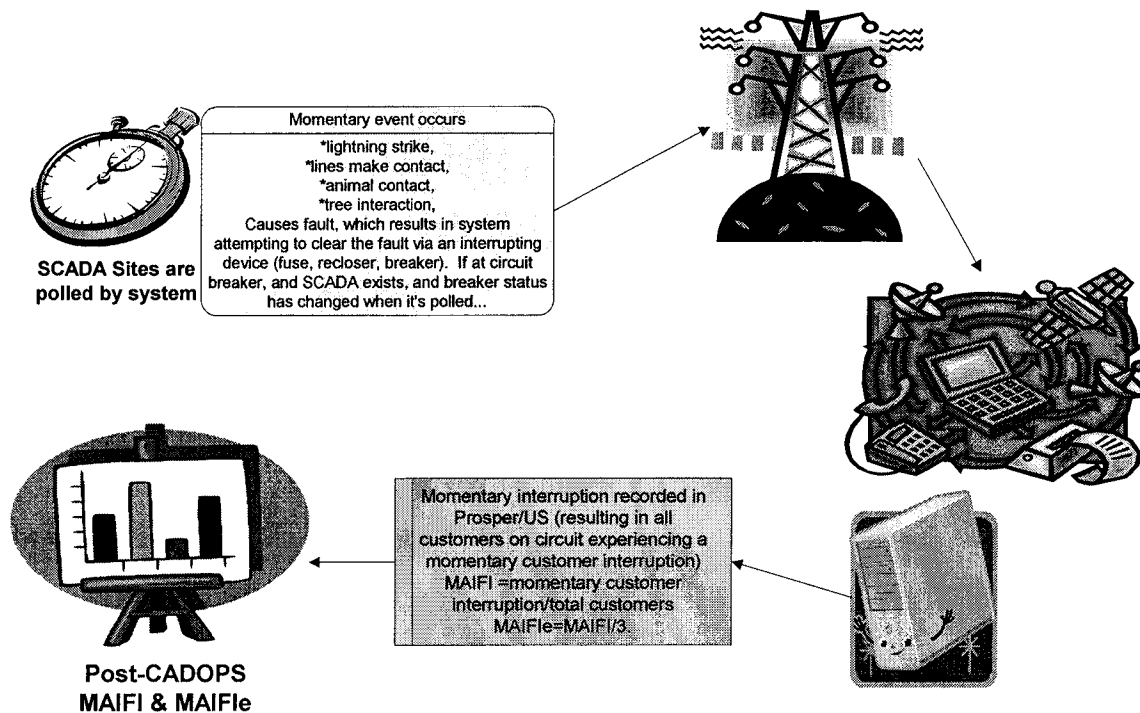 SCADA Sites are
polled by system
Momentary event occurs
*lightning strike,
*lines make contact,
*animal contact,
*tree interaction,
Causes fault, which results in system
attempting to clear the fault via an interrupting
device (fuse, recloser, breaker). If at circuit
breaker, and SCADA exists, and breaker status
has changed when it's polled...
Momentary interruption recorded in
Prosper/US (resulting in all
customers on circuit experiencing a
momentary customer interruption)
MAIFI =momentary customer
interruption/total customers
MAIFIe=MAIFI/3.
Post-CADOPS
MAIFI & MAIFIe